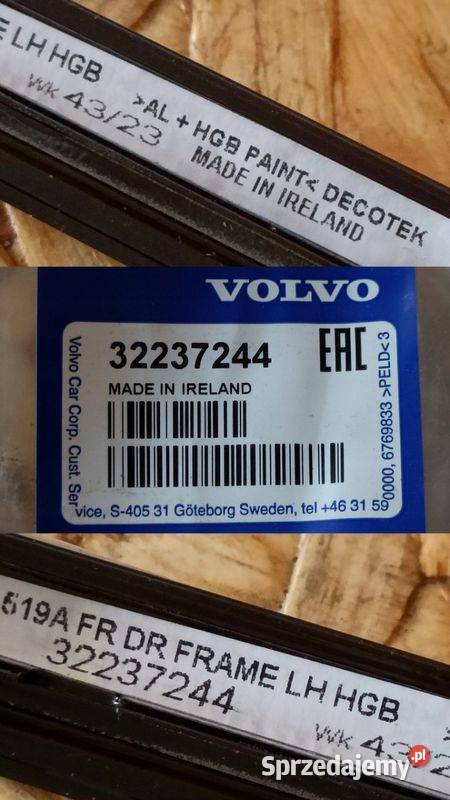 E LH HGB >AL + HGB PAINT< DECOTEK
WK 43/23 MADE IN IRELAND
VOLVO
32237244
EAC
MADE IN IRELAND
Volvo Car Corp. Cust. Ser
vice, S-405 31 Göteborg Sweden, tel +46 31 59
0000, 6769833 >PELD<3
519A FR DR FRAME LH HGB
32237244
WK 43/2
Sprzedajemy.pl